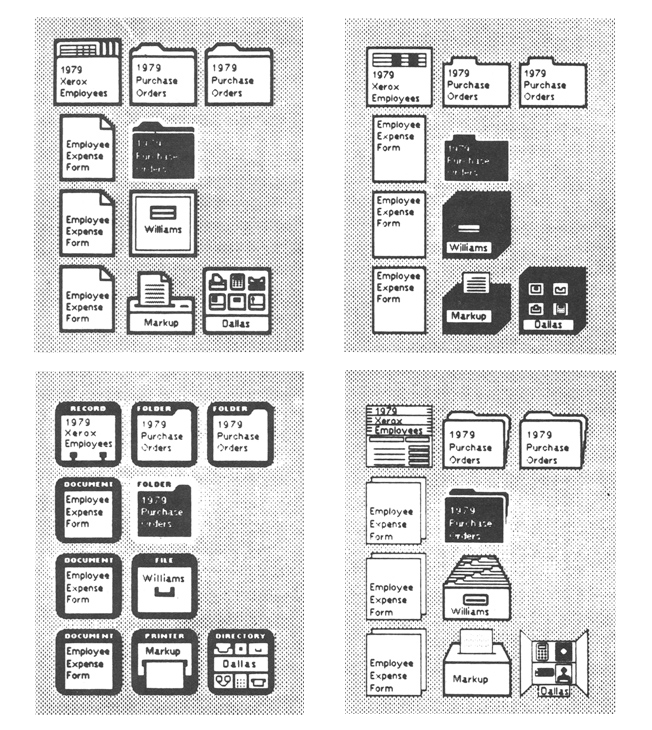 1979
Xerox
Employees
1979
Purchase
Orders
1979
Purchase
Orders
Employee
Expense
Form
1979
Purchase
Orders
Employee
Expense
Form
Williams
Employee
Expense
Form
Markup
Dallas
1979
Xerox
Employees
1979
Purchase
Orders
1979
Purchase
Orders
Employee
Expense
Form
1979
Purchase
Orders
Employee
Expense
Form
Williams
Employee
Expense
Form
Markup
Dallas
RECORD
1979
Xerox
Employees
FOLDER
1979
Purchase
Orders
FOLDER
1979
Purchase
Orders
DOCUMENT
Employee
Expense
Form
FOLDER
1979
Purchase
Orders
DOCUMENT
Employee
Expense
Form
FILE
Williams
DOCUMENT
Employee
Expense
Form
PRINTER
Markup
DIRECTORY
Dallas
1979
Xerox
Employees
1979
Purchase
Orders
1979
Purchase
Orders
Employee
Expense
Form
1979
Purchase
Orders
Employee
Expense
Form
Williams
Employee
Expense
Form
Markup
Dallas